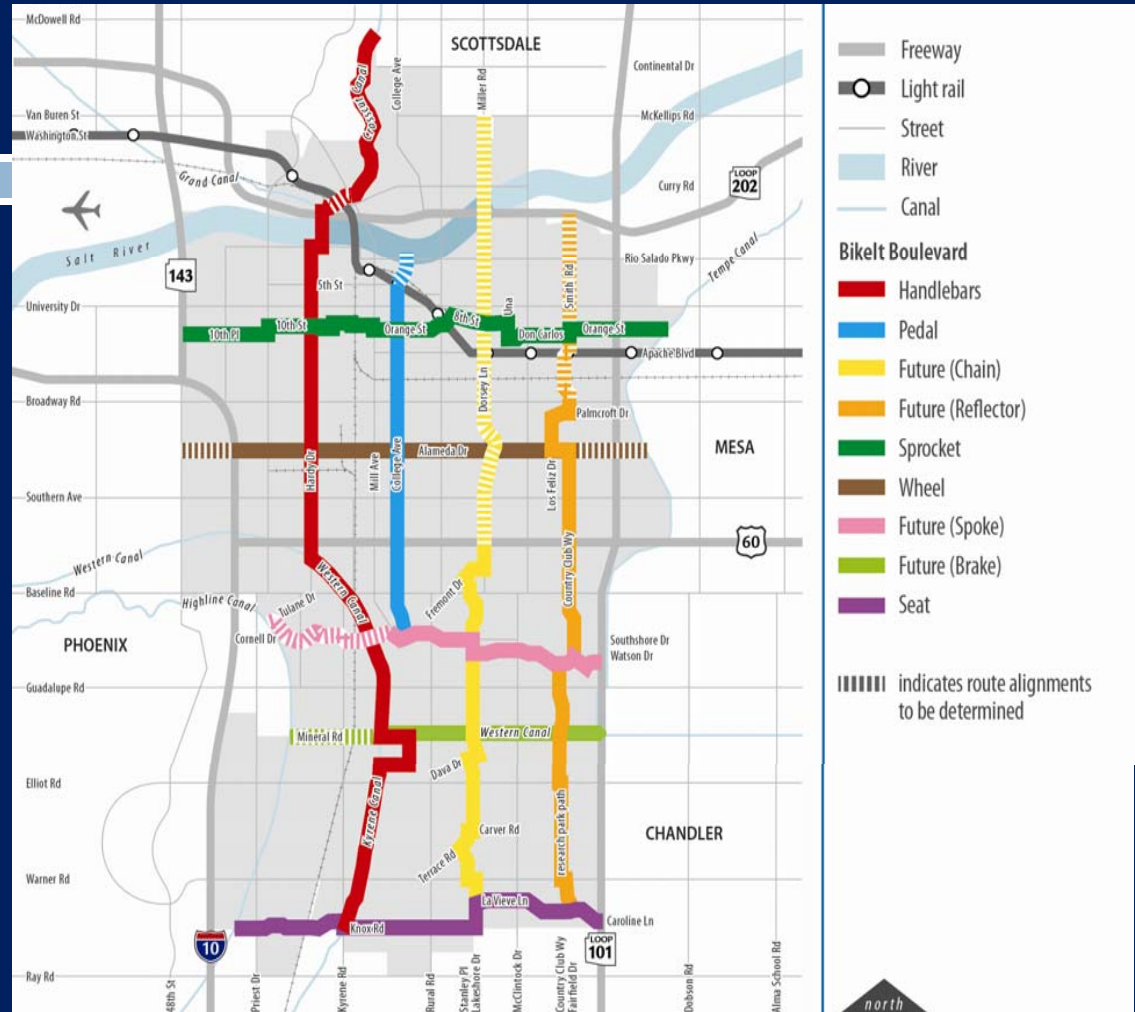 McDowell Rd
SCOTTSDALE
Crosscut Canal
College Ave
Miller Rd
Continental Dr
Van Buren St
McKellips Rd
Washington St
Grand Canal
Curry Rd
LOOP
202
Salt River
143
Rio Salado Pkwy
Tempe Canal
5th St
Smith Rd
University Dr
Una
10th Pl
10th St
Orange St
8th St
Don Carlos
Orange St
Apache Blvd
Dorsey Ln
Broadway Rd
Palmcroft Dr
Hardy Dr
Mill Ave
College Ave
Alameda Dr
MESA
Los Feliz Dr
Southern Ave
60
Western Canal
Country Club Wy
Baseline Rd
Highline Canal
Tulane Dr
Western Canal
Fremont Dr
PHOENIX
Cornell Dr
Southshore Dr
Watson Dr
Guadalupe Rd
Mineral Rd
Western Canal
Dava Dr
Elliot Rd
Kyrene Canal
research park path
Carver Rd
CHANDLER
Terrace Rd
Warner Rd
La Vieve Ln
Knox Rd
Caroline Ln
10
LOOP
101
Ray Rd
48th St
Priest Dr
Kyrene Rd
Rural Rd
Stanley Pl
Lakeshore Dr
McClintock Dr
Country Club Wy
Fairfield Dr
Dobson Rd
Alma School Rd
Freeway
Light rail
Street
River
Canal
BikeIt Boulevard
Handlebars
Pedal
Future (Chain)
Future (Reflector)
Sprocket
Wheel
Future (Spoke)
Future (Brake)
Seat
indicates route alignments
to be determined
north